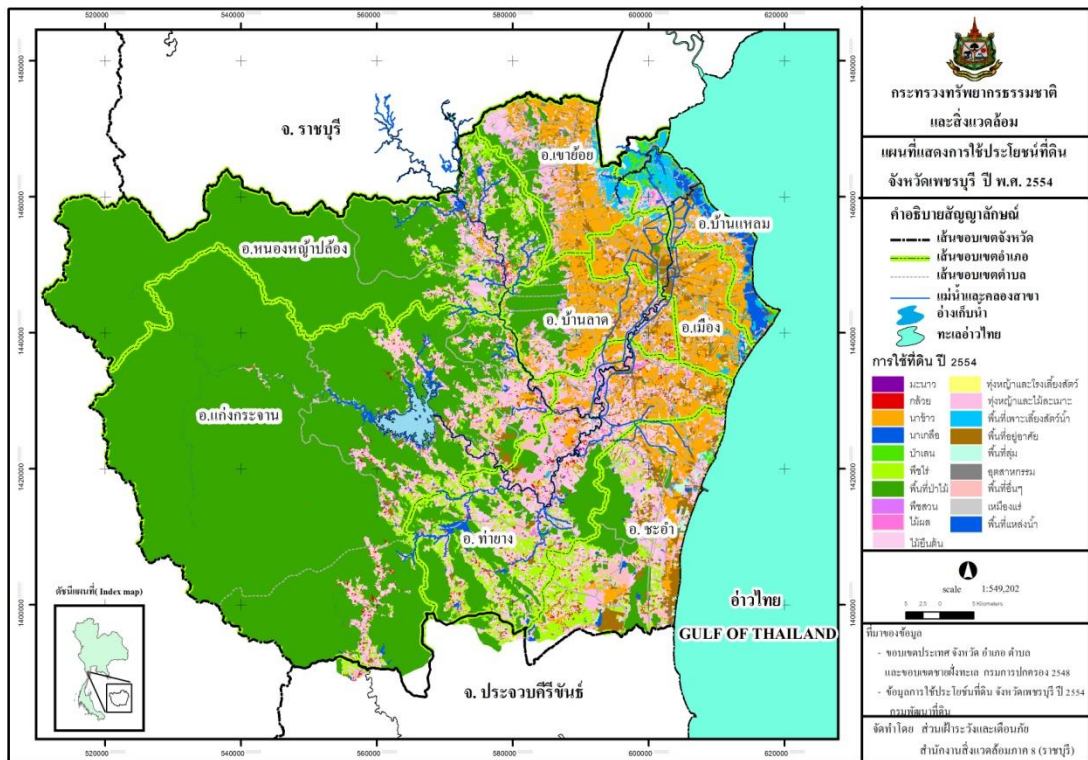 520000
540000
560000
580000
600000
620000
1480000
1460000
1440000
1420000
1400000
จ. ราชบุรี
อ.เขาย้อย
อ.หนองหญ้าปล้อง
อ.บ้านแหลม
อ. บ้านลาด
อ.เมือง
อ.แก่งกระจาน
อ. ท่ายาง
อ. ชะอำ
อ่าวไทย
GULF OF THAILAND
จ. ประจวบคีรีขันธ์
ดัชนีแผนที่( Index map)
520000
540000
560000
580000
600000
620000
1480000
1460000
1440000
1420000
1400000
กระทรวงทรัพยากรธรรมชาติ
และสิ่งแวดล้อม
แผนที่แสดงการใช้ประโยชน์ที่ดิน
จังหวัดเพชรบุรี ปี พ.ศ. 2554
คำอธิบายสัญญาลักษณ์
เส้นขอบเขตจังหวัด
เส้นขอบเขตอำเภอ
เส้นขอบเขตตำบล
แม่น้ำและคลองสาขา
อ่างเก็บน้ำ
ทะเลอ่าวไทย
การใช้ที่ดิน ปี 2554
มะนาว
กล้วย
นาข้าว
นาเกลือ
ป่าเลน
พืชไร่
พื้นที่ป่าไม้
พืชสวน
ไม้ผล
ไม้ยืนต้น
ทุ่งหญ้าและโรงเลี้ยงสัตว์
ทุ่งหญ้าและไม้ละเมาะ
พื้นที่เพาะเลี้ยงสัตว์น้ำ
พื้นที่อยู่อาศัย
พื้นที่ลุ่ม
อุตสาหกรรม
พื้นที่อื่นๆ
เหมืองแร่
พื้นที่แหล่งน้ำ
scale 1:549,202
5 2.5 0 5 Kilometers
ที่มาของข้อมูล
- ขอบเขตประเทศ จังหวัด อำเภอ ตำบล
และขอบเขตชายฝั่งทะเล กรมการปกครอง 2548
- ข้อมูลการใช้ประโยชน์ที่ดิน จังหวัดเพชรบุรี ปี 2554
กรมพัฒนาที่ดิน
จัดทำโดย ส่วนเฝ้าระวังและเตือนภัย
สำนักงานสิ่งแวดล้อมภาค 8 (ราชบุรี)